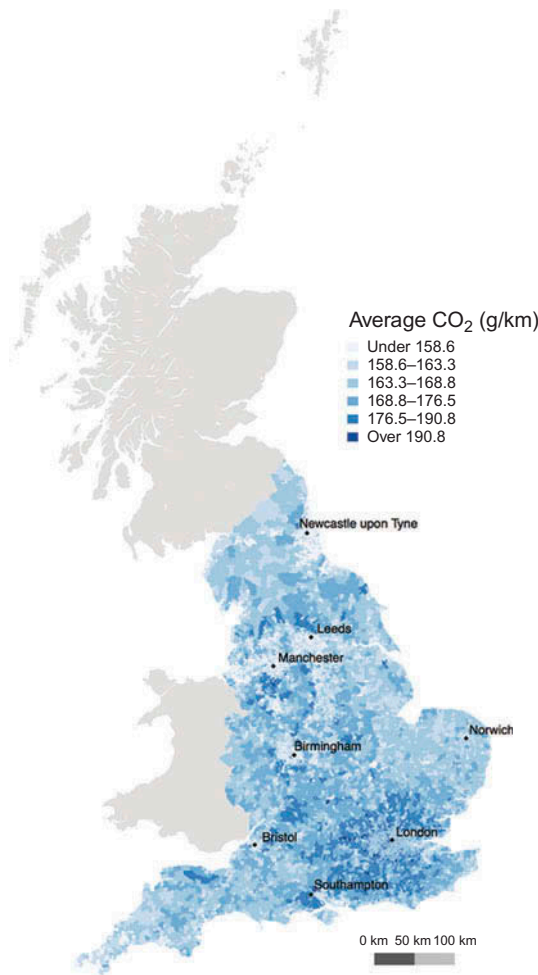 Average CO₂ (g/km)
Under 158.6
158.6–163.3
163.3–168.8
168.8–176.5
176.5–190.8
Over 190.8
Newcastle upon Tyne
Leeds
Manchester
Norwich
Birmingham
London
Bristol
Southampton
0 km 50 km 100 km